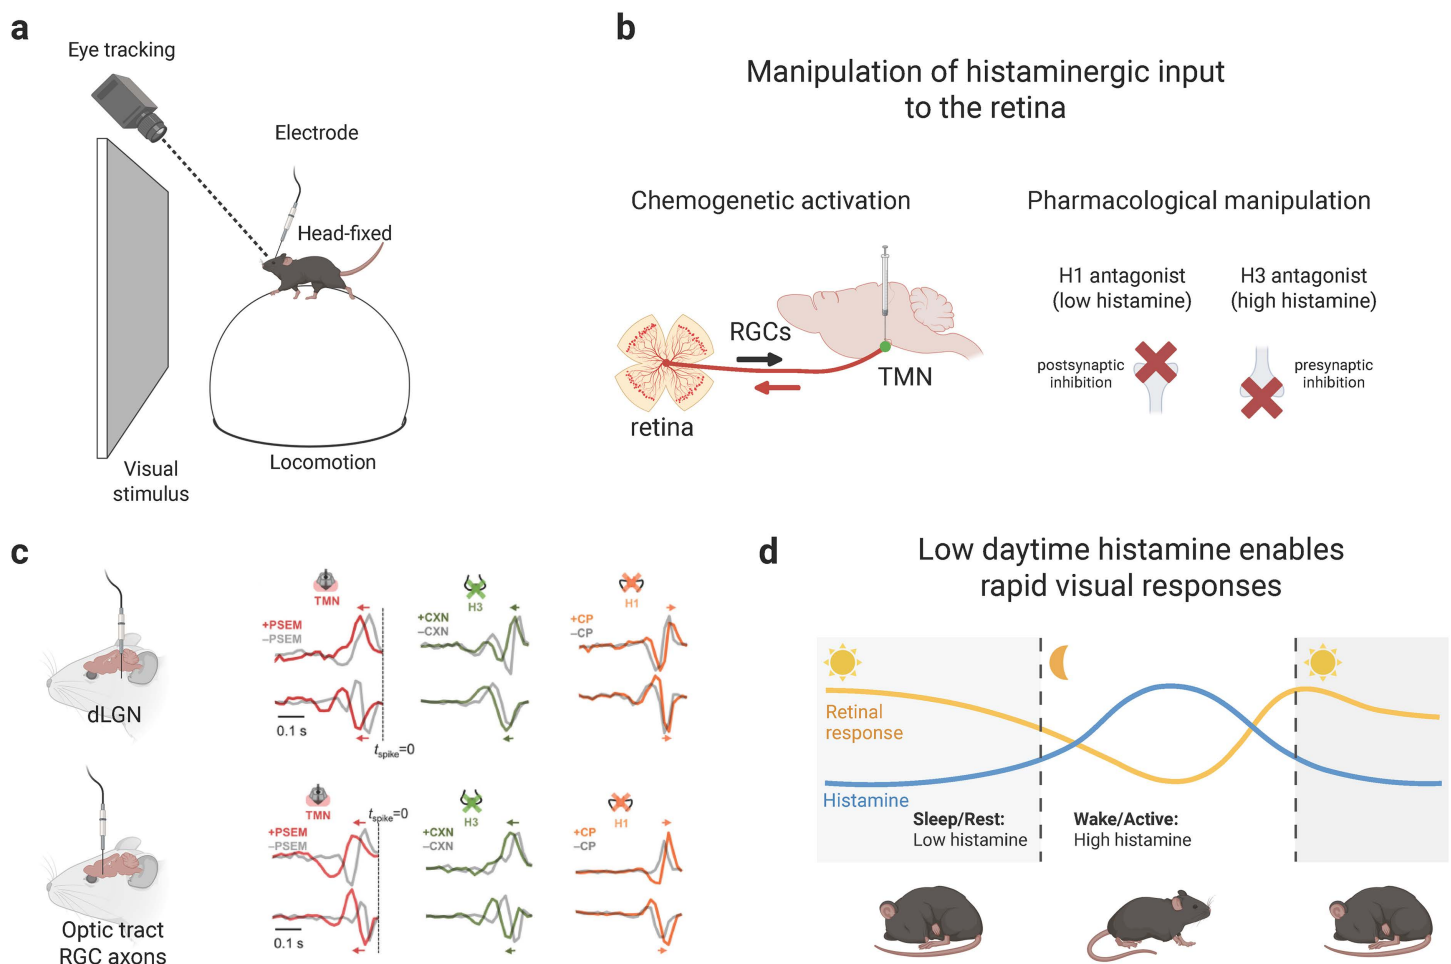 a
Eye tracking
Electrode
Head-fixed
Locomotion
Visual
stimulus
b
Manipulation of histaminergic input
to the retina
Chemogenetic activation
RGCs
TMN
retina
Pharmacological manipulation
H1 antagonist
(low histamine)
H3 antagonist
(high histamine)
postsynaptic
inhibition
presynaptic
inhibition
c
dLGN
TMN
+PSEM
–PSEM
0.1 s
tspike=0
H3
+CXN
–CXN
H1
+CP
–CP
Optic tract
RGC axons
TMN
tspike=0
+PSEM
–PSEM
0.1 s
H3
+CXN
–CXN
H1
+CP
–CP
d
Low daytime histamine enables
rapid visual responses
Retinal
response
Histamine
Sleep/Rest:
Low histamine
Wake/Active:
High histamine